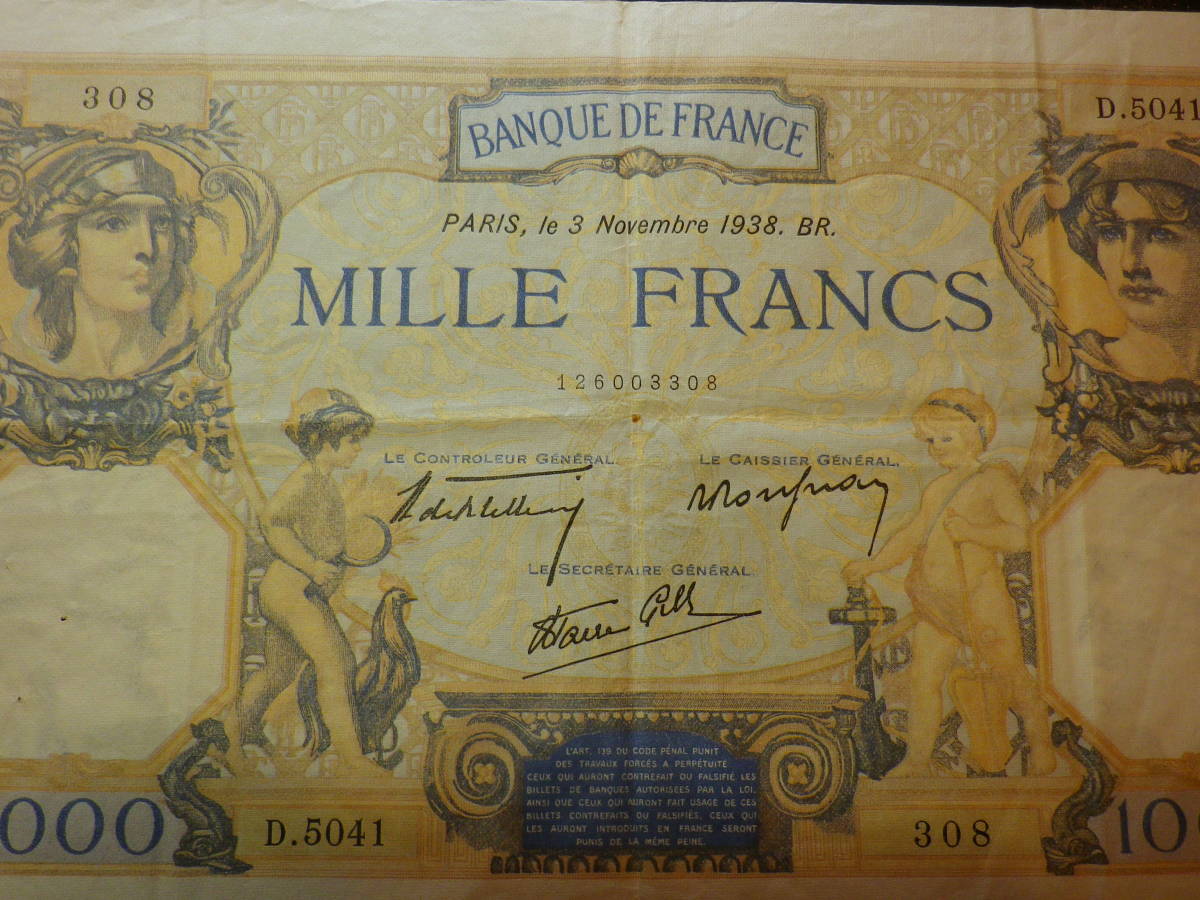 308
BANQUE DE FRANCE
D.5041
PARIS, le 3 Novembre 1938. BR.
MILLE FRANCS
126003308
LE CONTROLEUR GÉNÉRAL.
LE CAISSIER GÉNÉRAL,
LE SECRÉTAIRE GÉNÉRAL
L'ART. 139 DU CODE PÉNAL PUNIT
DES TRAVAUX FORCÉS A PERPÉTUITÉ
CEUX QUI AURONT CONTREFAIT OU FALSIFIÉ LES
BILLETS DE BANQUES AUTORISÉES PAR LA LOI,
AINSI QUE CEUX QUI AURONT FAIT USAGE DE CES
BILLETS CONTREFAITS OU FALSIFIÉS, CEUX QUI
LES AURONT INTRODUITS EN FRANCE SERONT
PUNIS DE LA MÊME PEINE.
000
D.5041
308
10